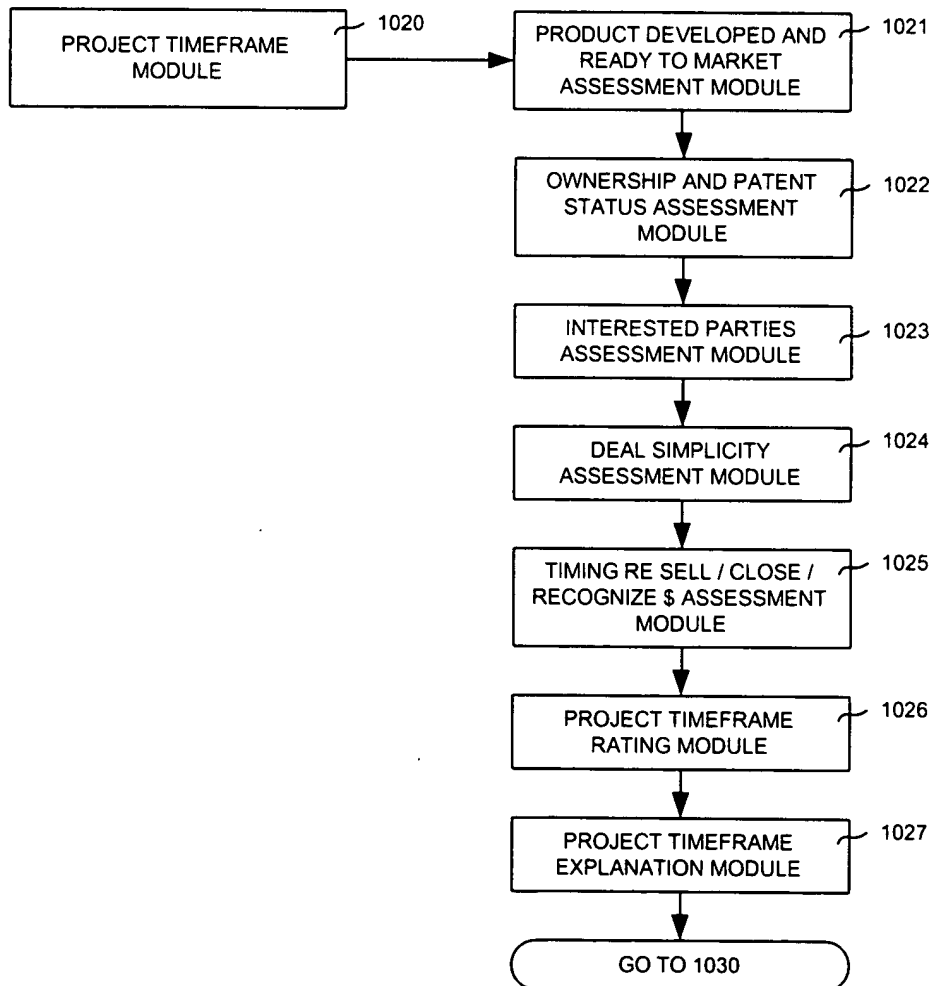 PROJECT TIMEFRAME
MODULE
1020
PRODUCT DEVELOPED AND
READY TO MARKET
ASSESSMENT MODULE
1021
OWNERSHIP AND PATENT
STATUS ASSESSMENT
MODULE
1022
INTERESTED PARTIES
ASSESSMENT MODULE
1023
DEAL SIMPLICITY
ASSESSMENT MODULE
1024
TIMING RE SELL / CLOSE /
RECOGNIZE $ ASSESSMENT
MODULE
1025
PROJECT TIMEFRAME
RATING MODULE
1026
PROJECT TIMEFRAME
EXPLANATION MODULE
1027
GO TO 1030